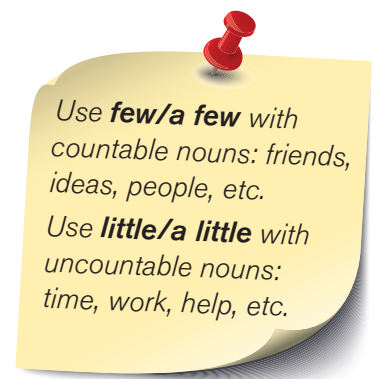 Use few/a few with
countable nouns: friends,
ideas, people, etc.
Use little/a little with
uncountable nouns:
time, work, help, etc.